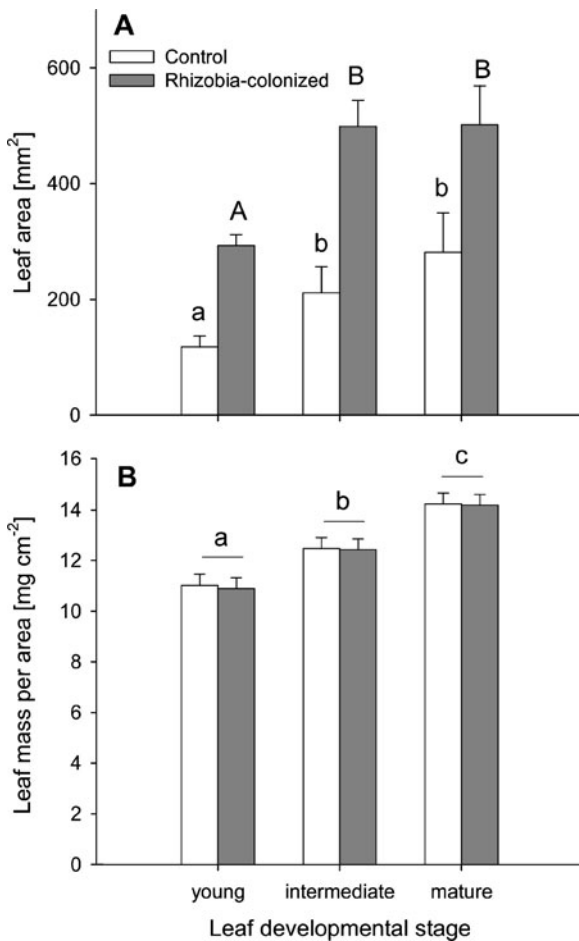 A
Control
Rhizobia-colonized
Leaf area [mm²]
600
400
200
0
a
A
b
B
b
B
B
Leaf mass per area [mg cm⁻²]
16
14
12
10
8
6
4
2
0
a
b
c
young intermediate mature
Leaf developmental stage